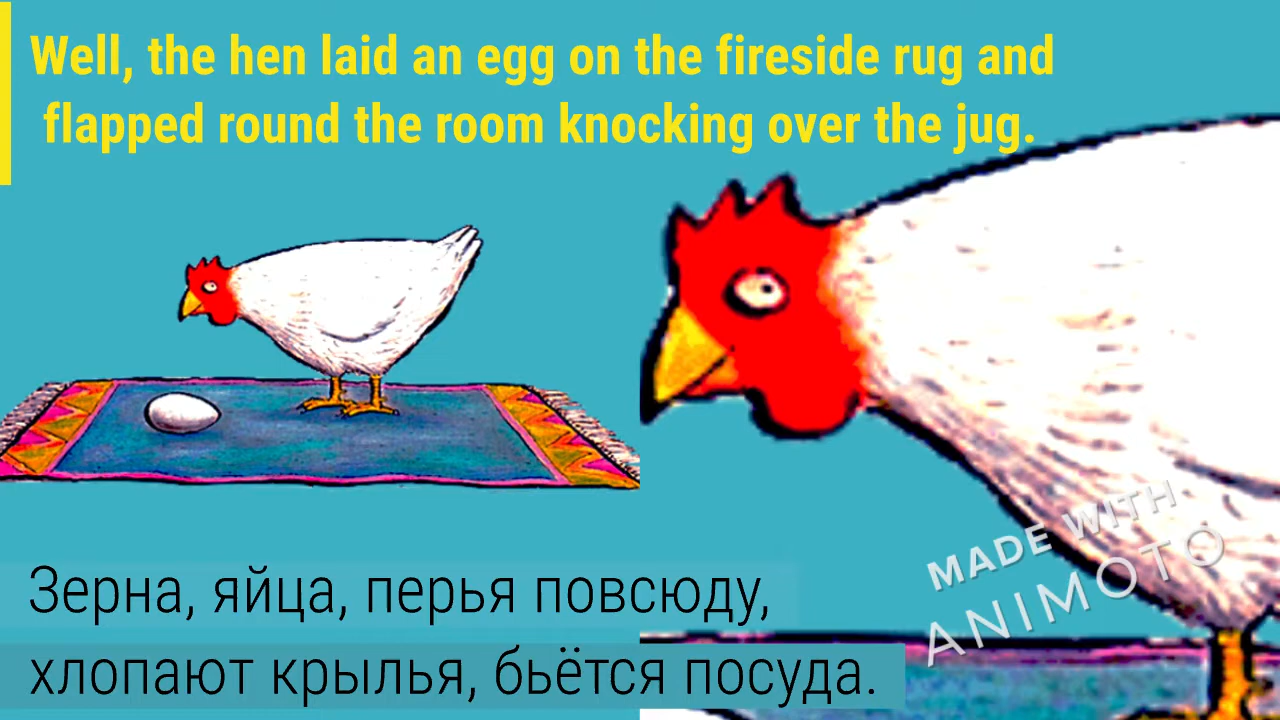 Well, the hen laid an egg on the fireside rug and
flapped round the room knocking over the jug.
MADE WITH
ANIMOTO
Зерна, яйца, перья повсюду,
хлопают крылья, бьётся посуда.